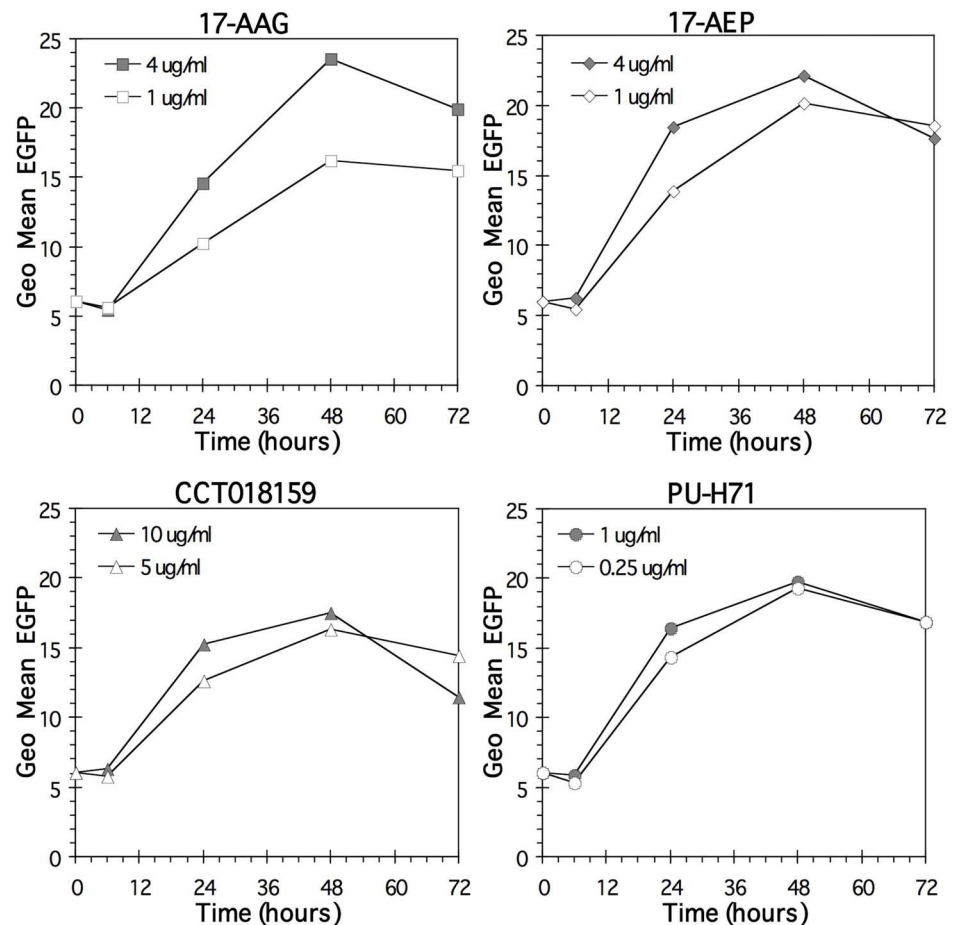 17-AAG
4 ug/ml
1 ug/ml
Geo Mean EGFP
25
20
15
10
5
0
0 12 24 36 48 60 72
Time (hours)
17-AEP
4 ug/ml
1 ug/ml
Geo Mean EGFP
25
20
15
10
5
0
0 12 24 36 48 60 72
Time (hours)
CCT018159
10 ug/ml
5 ug/ml
Geo Mean EGFP
25
20
15
10
5
0
0 12 24 36 48 60 72
Time (hours)
PU-H71
1 ug/ml
0.25 ug/ml
Geo Mean EGFP
25
20
15
10
5
0
0 12 24 36 48 60 72
Time (hours)